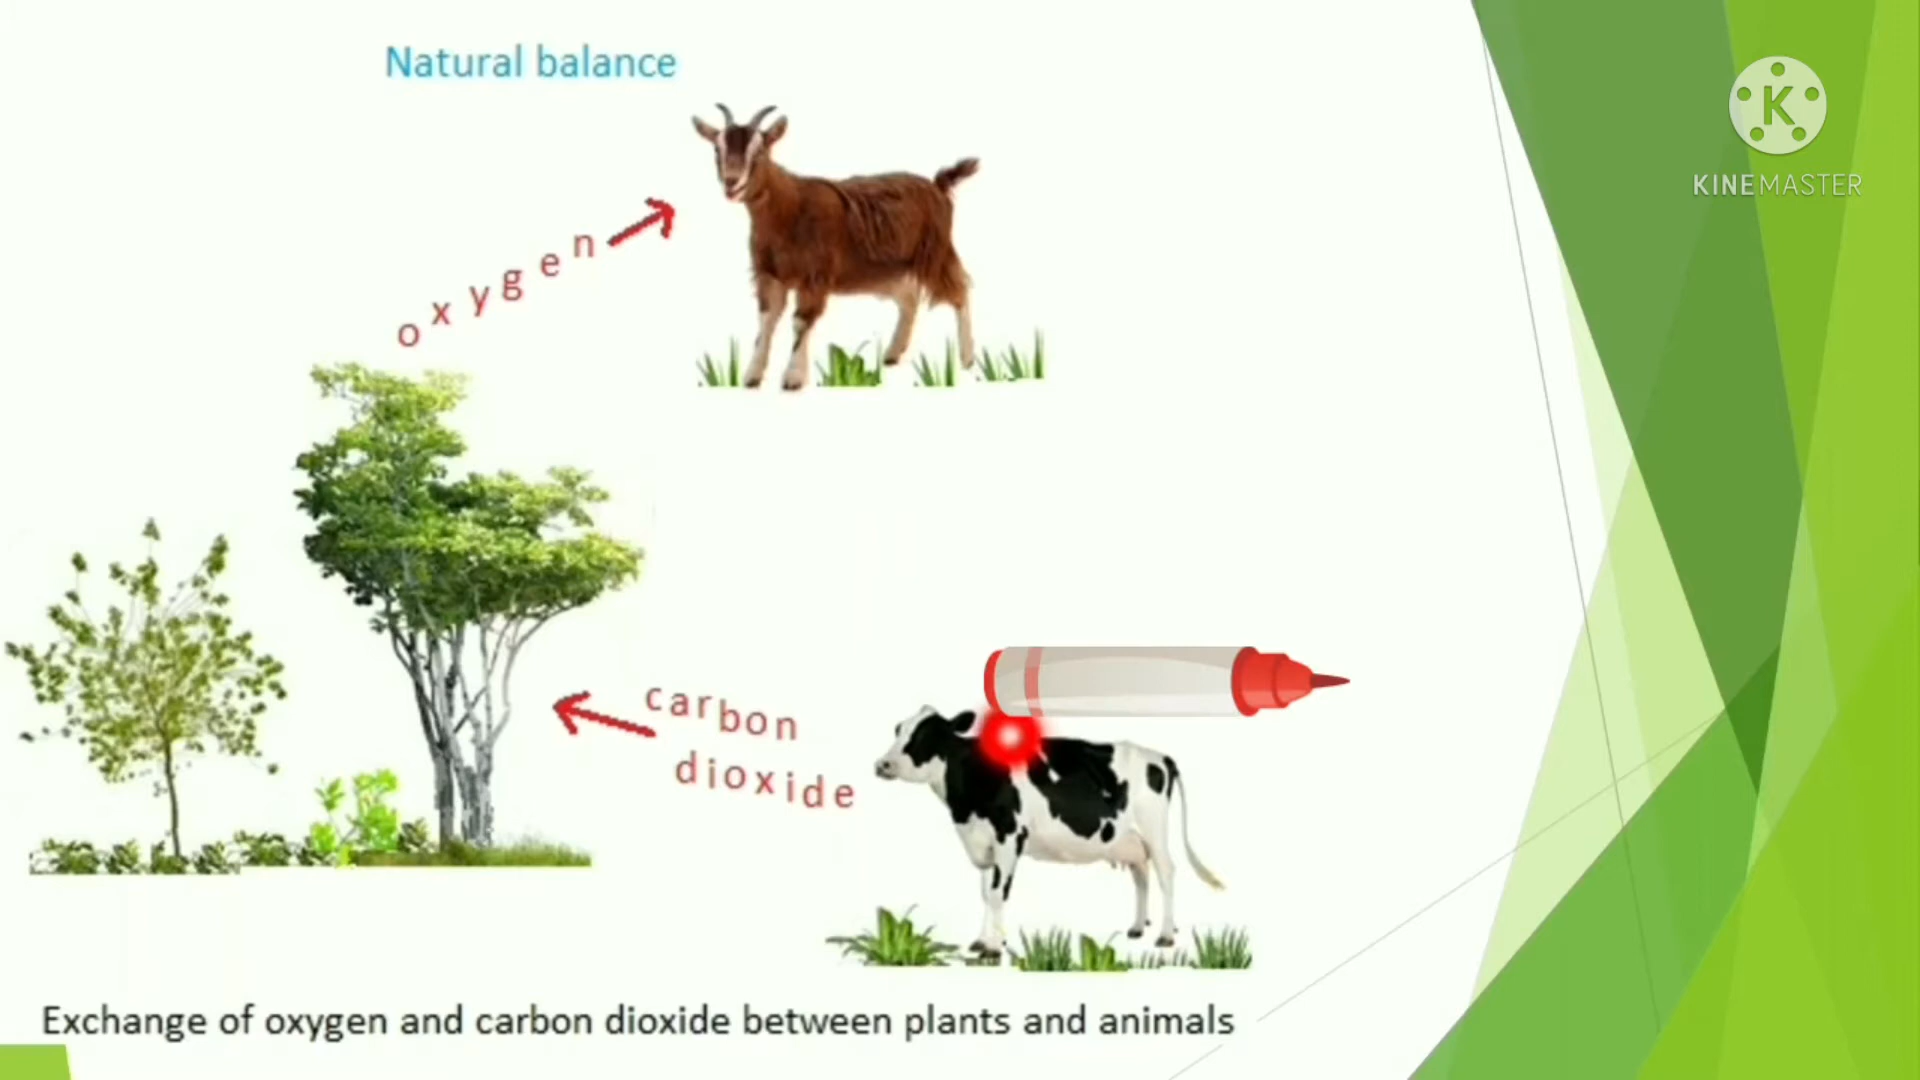 Natural balance
K
KINEMASTER
oxygen
carbon
dioxide
Exchange of oxygen and carbon dioxide between plants and animals